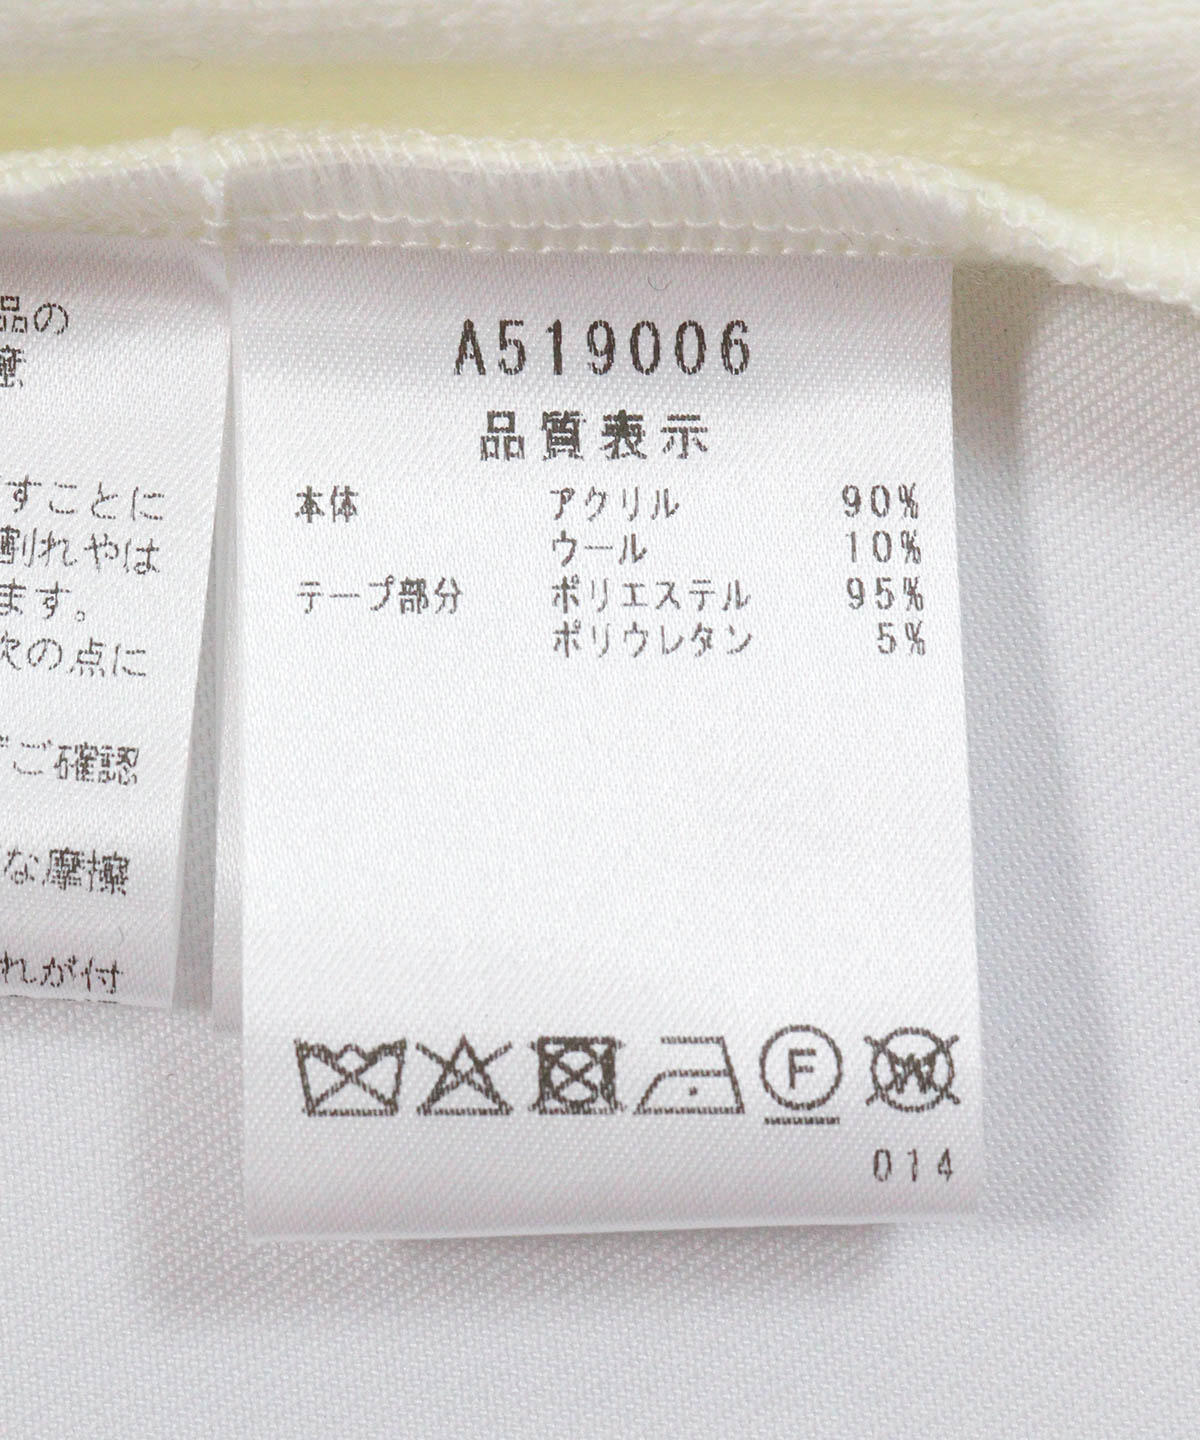 品の
すことに
割れやは
ます。
次の点に
ご確認
な摩擦
れが付
A519006
品質表示
本体 アクリル 90%
ウール 10%
テープ部分 ポリエステル 95%
ポリウレタン 5%
F
W
014